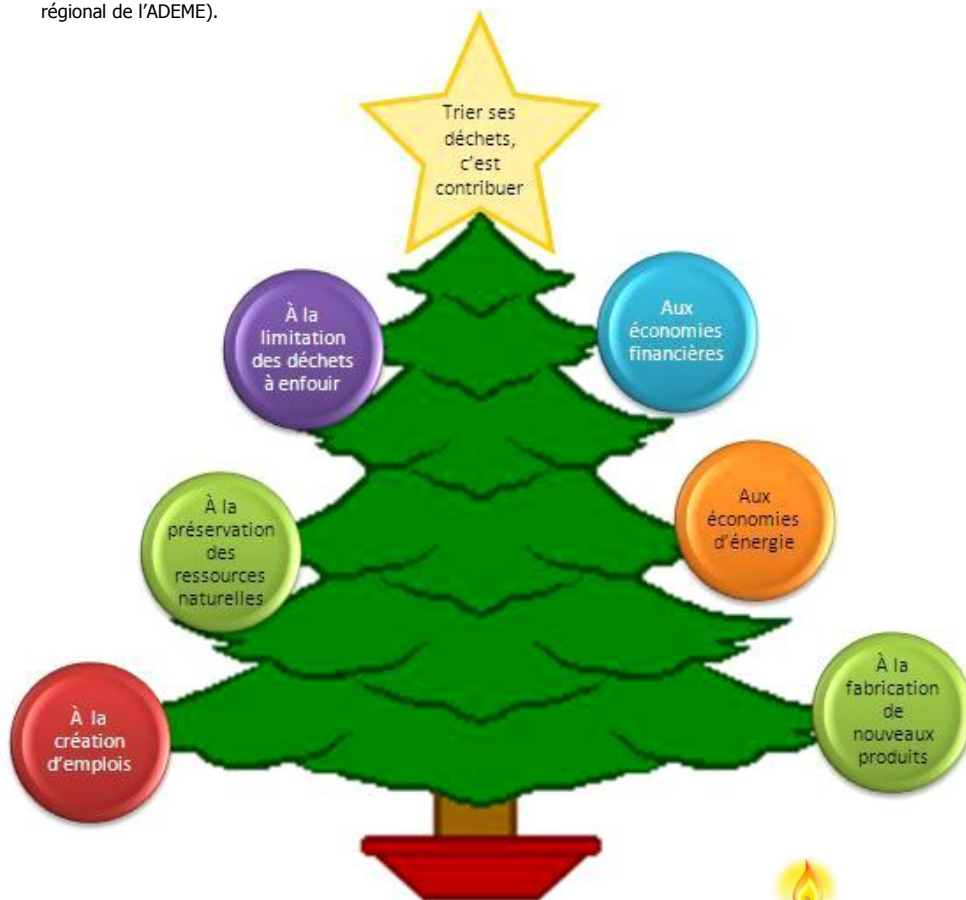 régional de l'ADEME).
Trier ses
déchets,
c'est
contribuer
À la
limitation
des déchets
à enfouir
Aux
économies
financières
À la
préservation
des
ressources
naturelles
Aux
économies
d'énergie
À la
création
d'emplois
À la
fabrication
de
nouveaux
produits